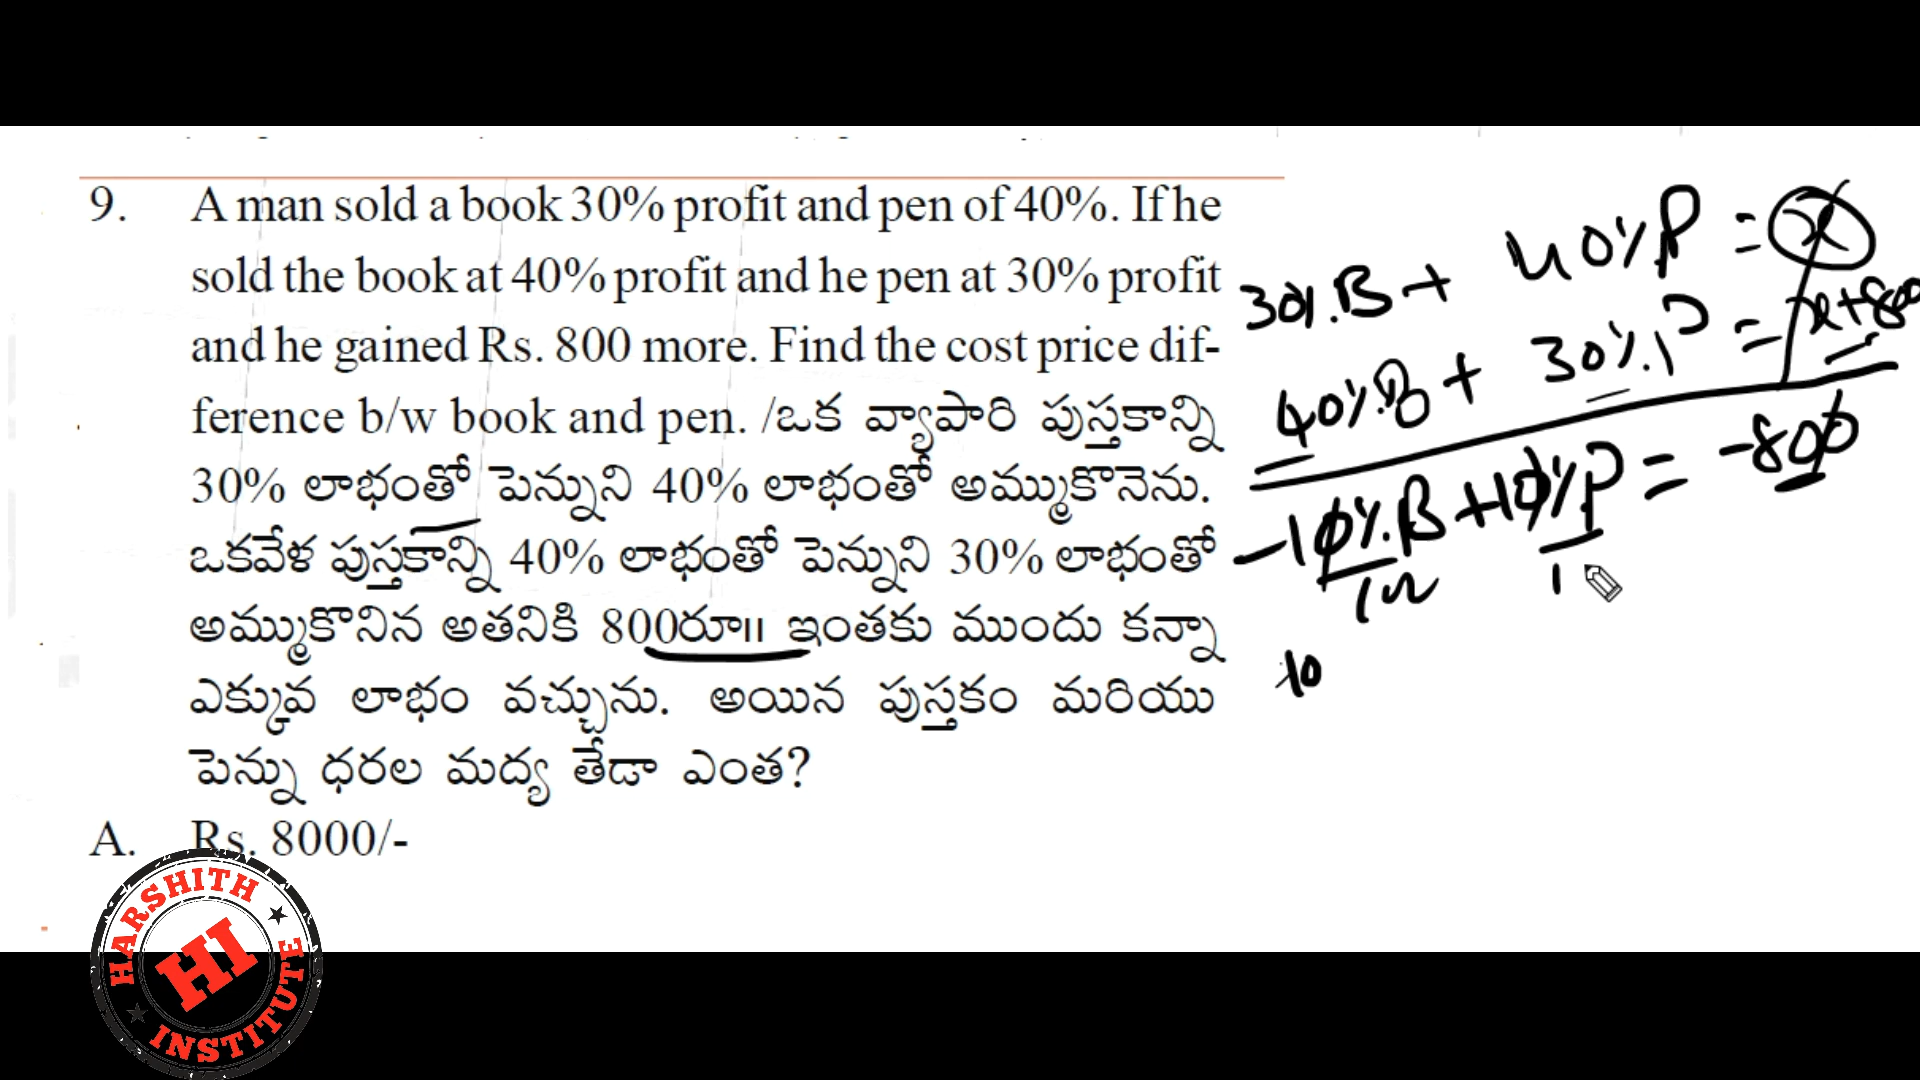 9. A man sold a book 30% profit and pen of 40%. If he
sold the book at 40% profit and he pen at 30% profit
and he gained Rs. 800 more. Find the cost price dif-
ference b/w book and pen. /ఒక వ్యాపారి పుస్తకాన్ని
30% లాభంతో పెన్నుని 40% లాభంతో అమ్ముకొనెను.
ఒకవేళ పుస్తకాన్ని 40% లాభంతో పెన్నుని 30% లాభంతో
అమ్ముకొనిన అతనికి 800రూ॥ ఇంతకు ముందు కన్నా
ఎక్కువ లాభం వచ్చును. అయిన పుస్తకం మరియు
పెన్ను ధరల మద్య తేడా ఎంత?
A. Rs. 8000/-
30%.B + 40%P = x
40%B + 30%.P = x+800
-10%.B +10%P = -800
10
HARSHITH
HI
INSTITUTE